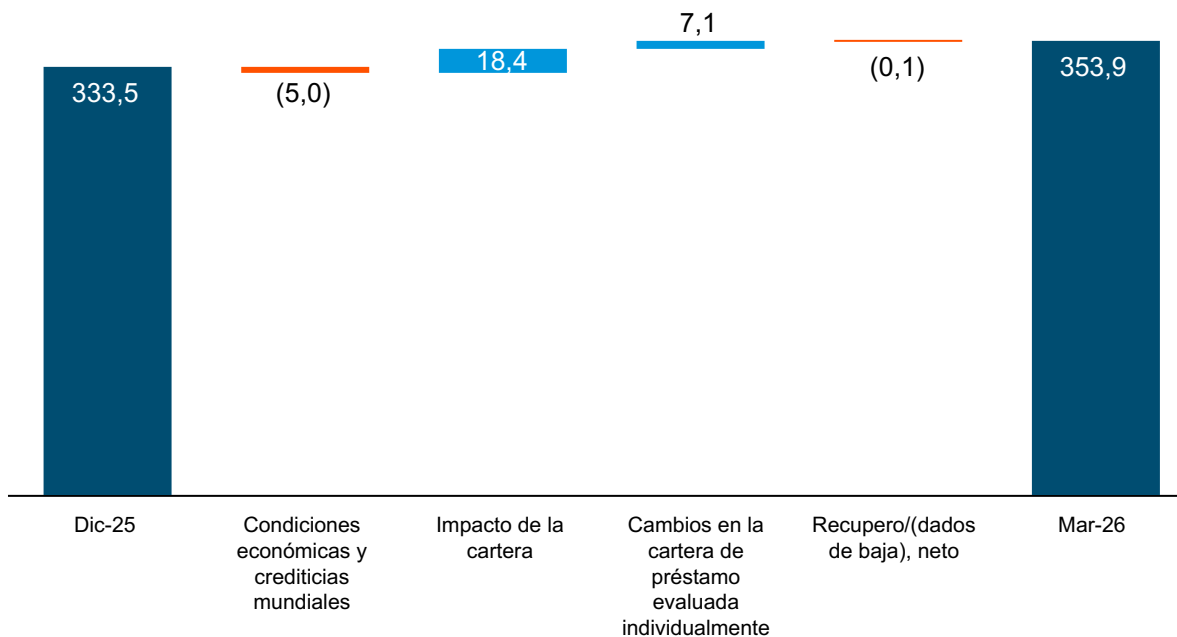 333,5
(5,0)
18,4
7,1
(0,1)
353,9
Dic-25
Condiciones
económicas y
crediticias
mundiales
Impacto de la
cartera
Cambios en la
cartera de
préstamo
evaluada
individualmente
Recupero/(dados
de baja), neto
Mar-26